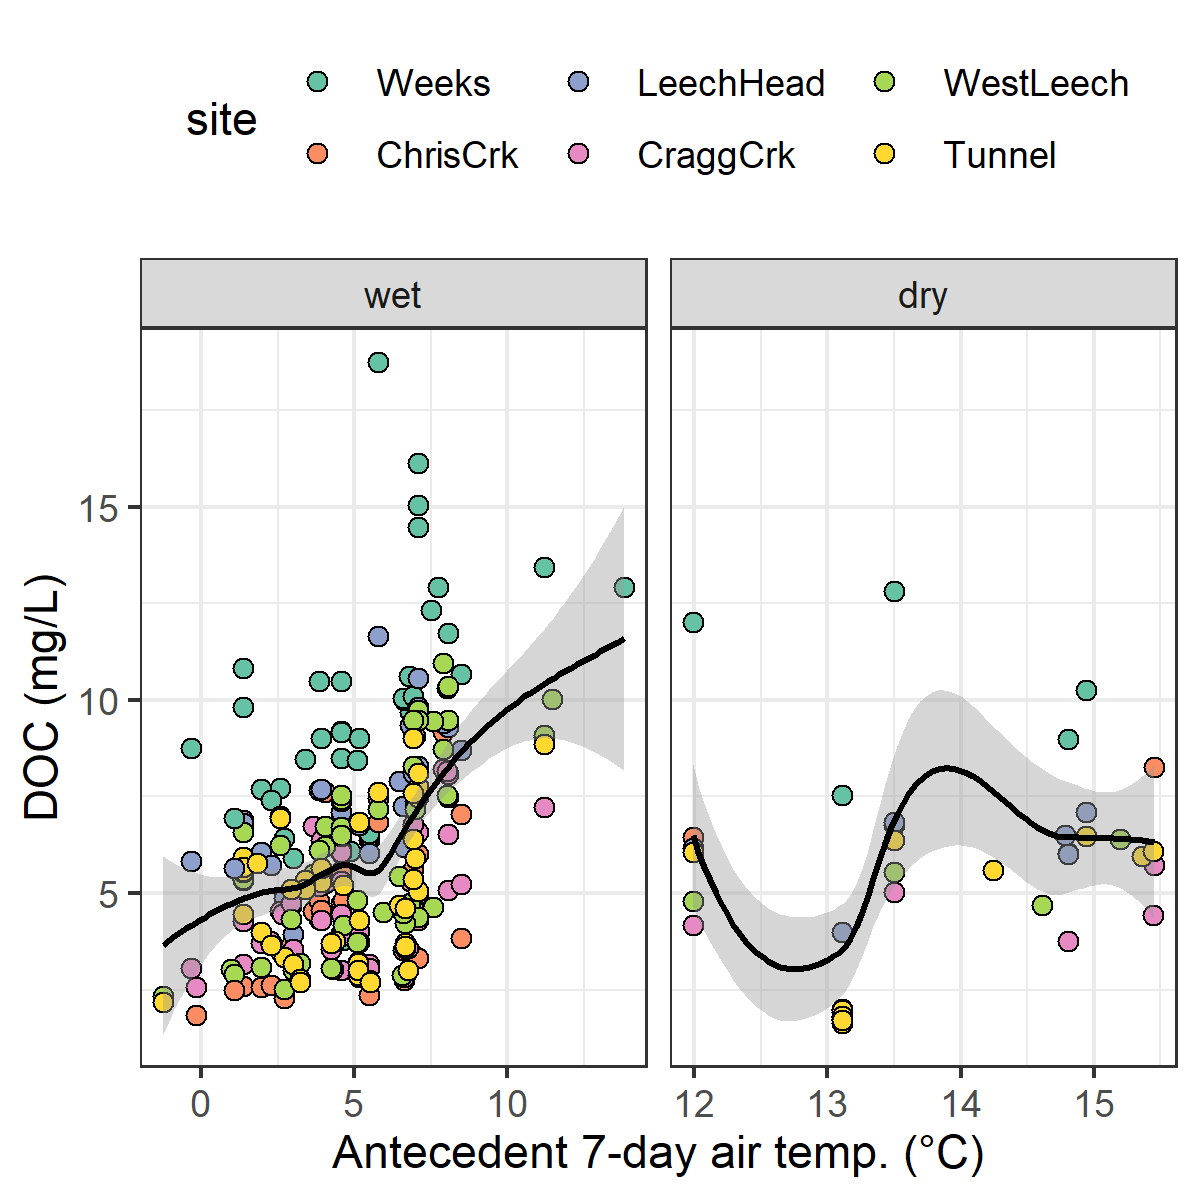 site
Weeks LeechHead WestLeech
ChrisCrk CraggCrk Tunnel
wet dry
15
10
5
DOC (mg/L)
0 5 10 12 13 14 15
Antecedent 7-day air temp. (°C)